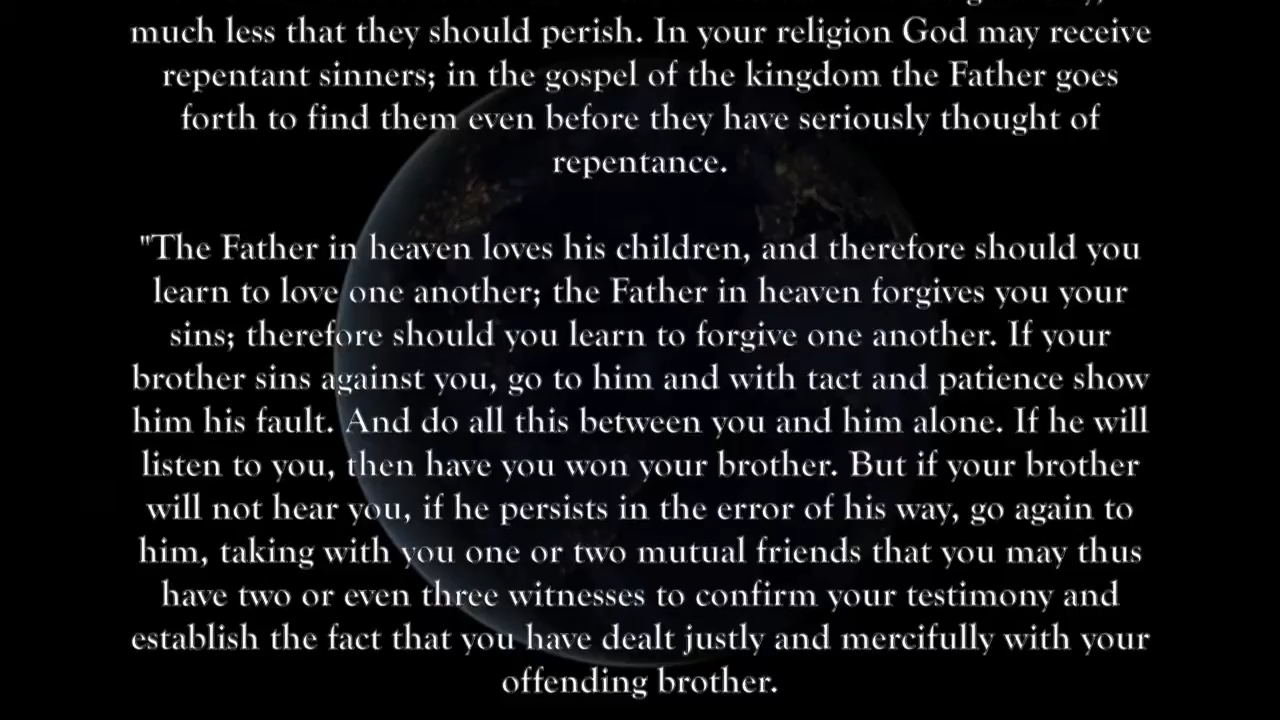 much less that they should perish. In your religion God may receive
repentant sinners; in the gospel of the kingdom the Father goes
forth to find them even before they have seriously thought of
repentance.
"The Father in heaven loves his children, and therefore should you
learn to love one another; the Father in heaven forgives you your
sins; therefore should you learn to forgive one another. If your
brother sins against you, go to him and with tact and patience show
him his fault. And do all this between you and him alone. If he will
listen to you, then have you won your brother. But if your brother
will not hear you, if he persists in the error of his way, go again to
him, taking with you one or two mutual friends that you may thus
have two or even three witnesses to confirm your testimony and
establish the fact that you have dealt justly and mercifully with your
offending brother.